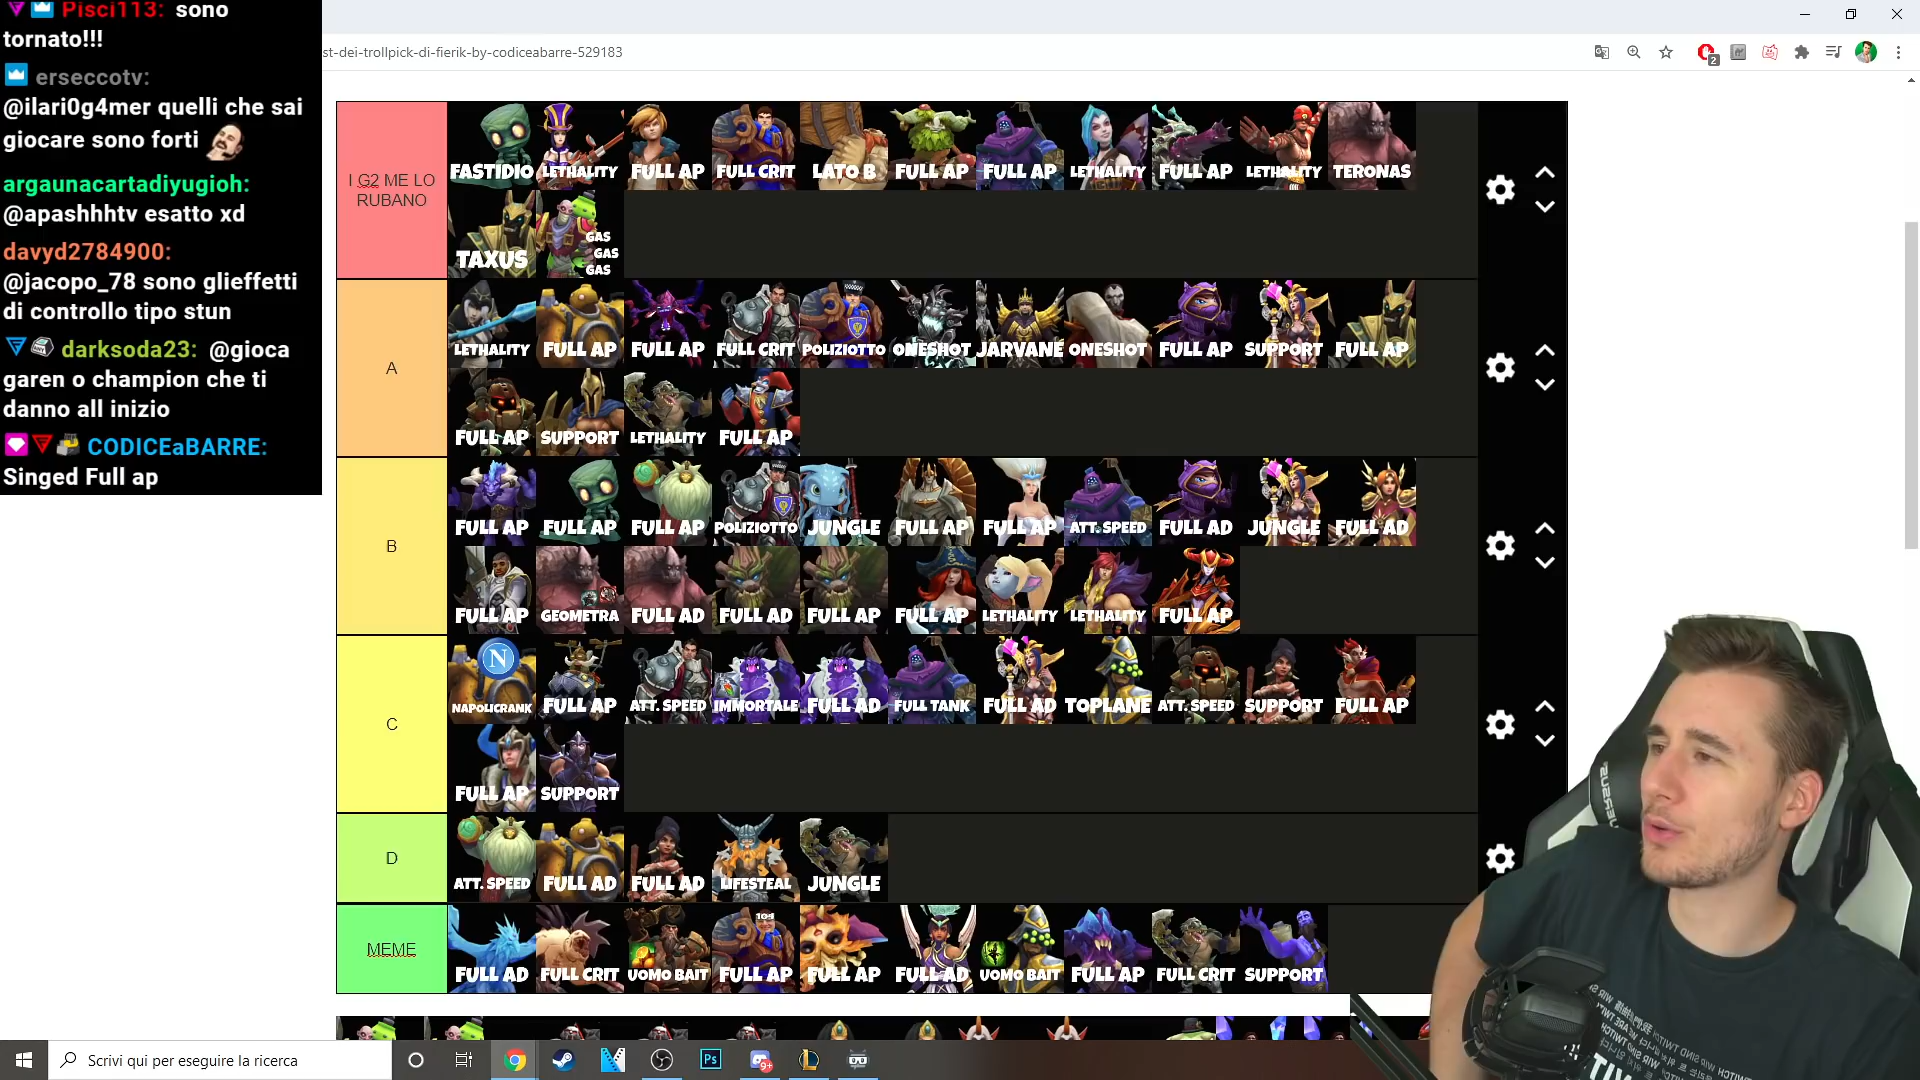 Pisci113: sono
tornato!!!
erseccotv:
@ilari0g4mer quelli che sai
giocare sono forti
argaunacartadiyugioh:
@apashhhtv esatto xd
davyd2784900:
@jacopo_78 sono glieffetti
di controllo tipo stun
darksoda23: @gioca
garen o champion che ti
danno all inizio
CODICEaBARRE:
Singed Full ap
st-dei-trollpick-di-fierik-by-codiceabarre-529183
2
I G2 ME LO
RUBANO
FASTIDIO LETHALITY FULL AP FULL CRIT LATO B FULL AP FULL AP LETHALITY FULL AP LETHALITY TERONAS
TAXUS GAS
GAS
GAS
A
LETHALITY FULL AP FULL AP FULL CRIT POLIZIOTTO ONESHOT JARVANE ONESHOT FULL AP SUPPORT FULL AP
FULL AP SUPPORT LETHALITY FULL AP
B
FULL AP FULL AP FULL AP POLIZIOTTO JUNGLE FULL AP FULL AP ATT. SPEED FULL AD JUNGLE FULL AD
FULL AP GEOMETRA FULL AD FULL AD FULL AP FULL AP LETHALITY LETHALITY FULL AP
C
N
NAPOLICRANK FULL AP ATT. SPEED IMMORTALE FULL AD FULL TANK FULL AD TOPLANE ATT. SPEED SUPPORT FULL AP
FULL AP SUPPORT
D
ATT. SPEED FULL AD FULL AD LIFESTEAL JUNGLE
MEME
104
FULL AD FULL CRIT UOMO BAIT FULL AP FULL AP FULL AD UOMO BAIT FULL AP FULL CRIT SUPPORT
Scrivi qui per eseguire la ricerca
Ps
9+